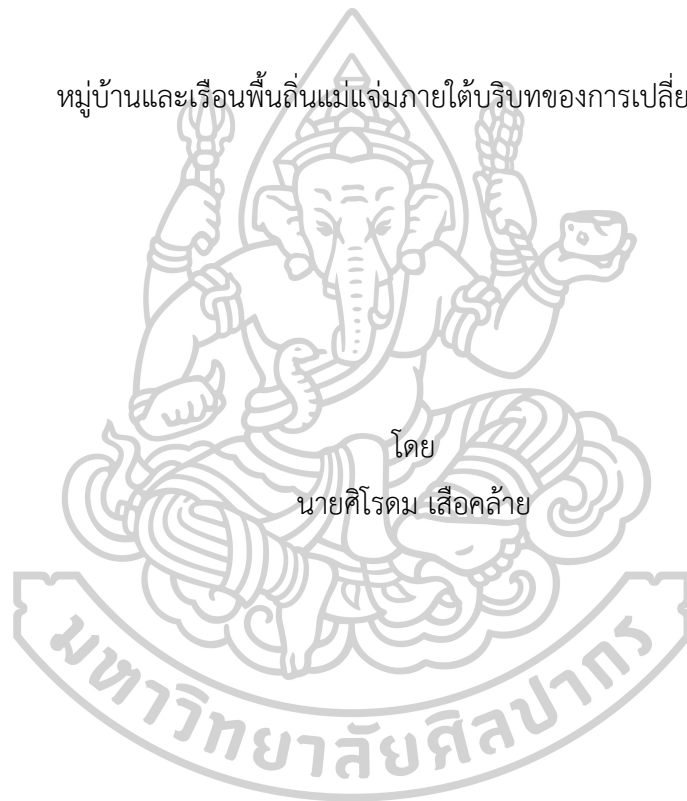 หมู่บ้านและเรือนพื้นถิ่นแม่แจ่มภายใต้บริบทของการเปลี่ย
โดย
นายศิโรดม เสือคล้าย
มหาวิทยาลัยศิลปากร